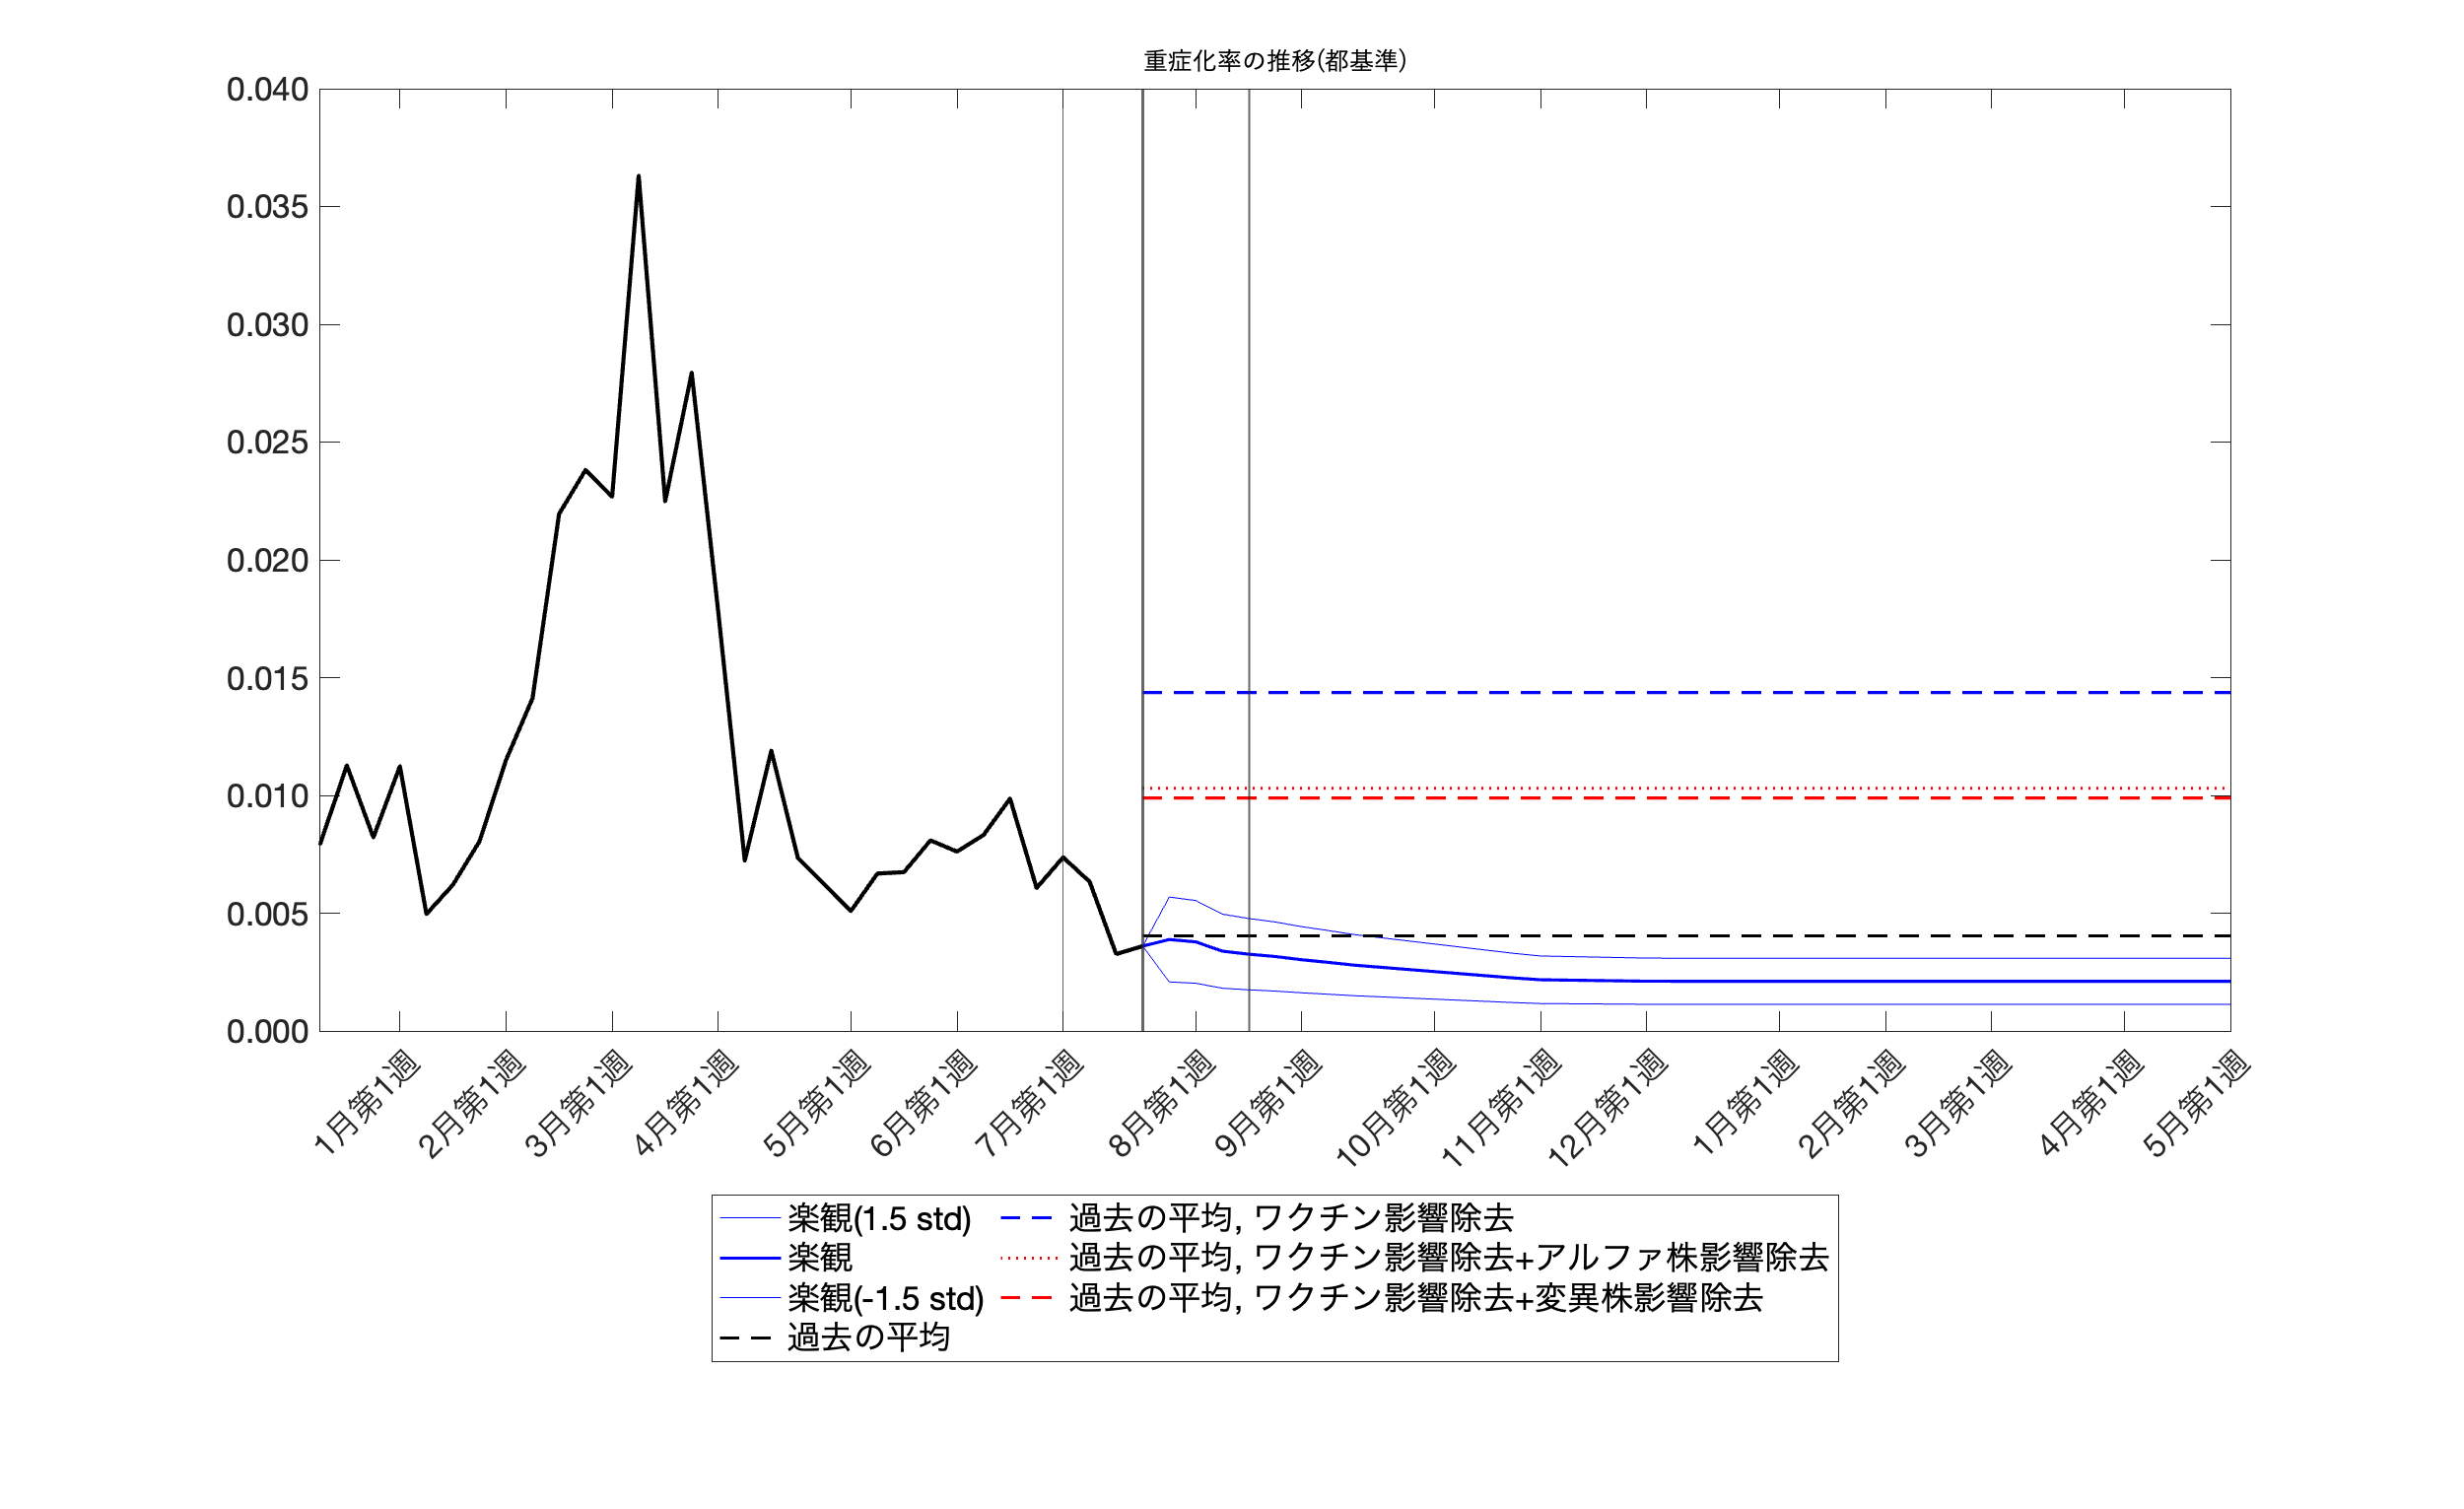 重症化率の推移(都基準)
0.040
0.035
0.030
0.025
0.020
0.015
0.010
0.005
0.000
1月第1週
2月第1週
3月第1週
4月第1週
5月第1週
6月第1週
7月第1週
8月第1週
9月第1週
10月第1週
11月第1週
12月第1週
1月第1週
2月第1週
3月第1週
4月第1週
5月第1週
楽観(1.5 std)
楽観
楽観(-1.5 std)
過去の平均
過去の平均, ワクチン影響除去
過去の平均, ワクチン影響除去+アルファ株影響除去
過去の平均, ワクチン影響除去+変異株影響除去